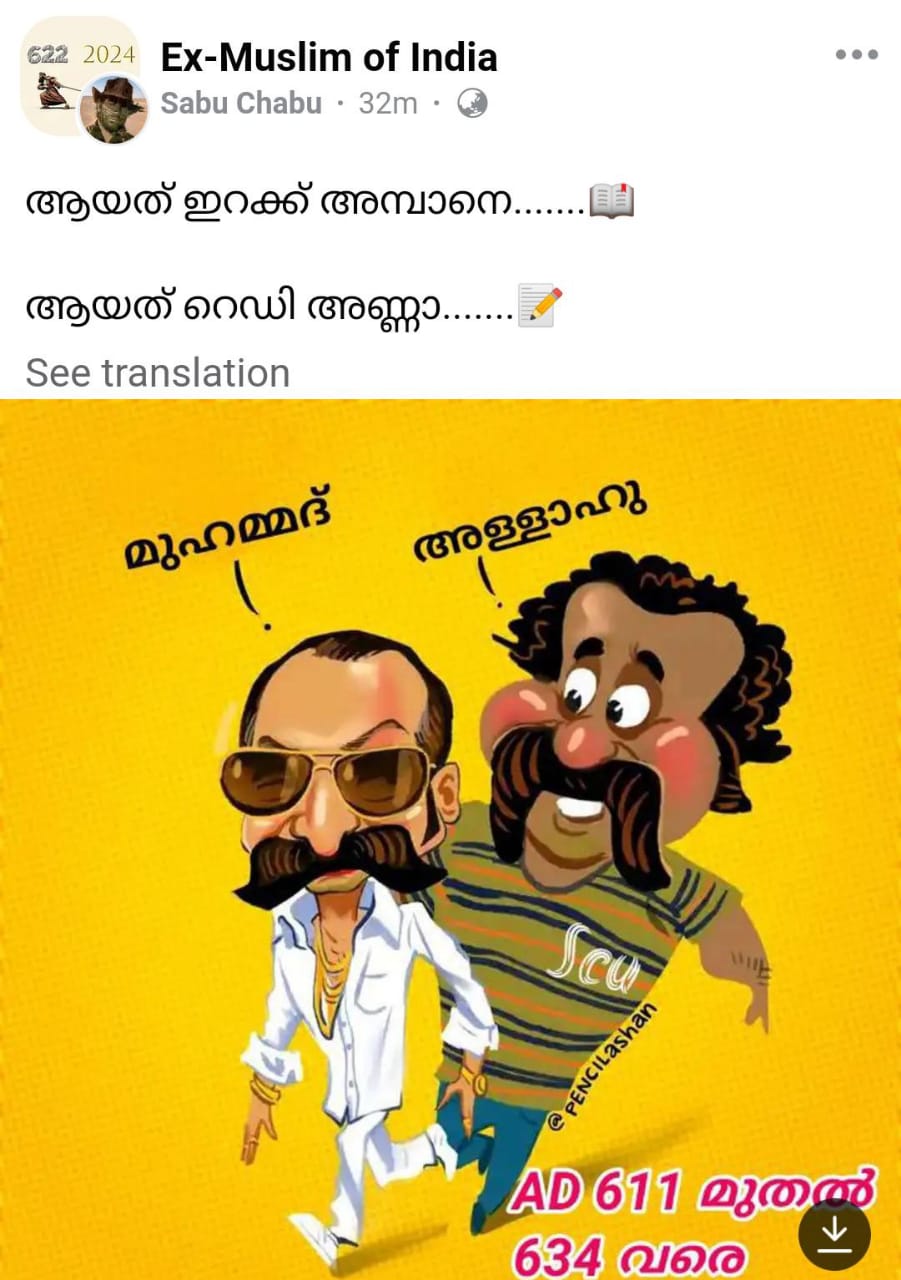 622 2024
Ex-Muslim of India
Sabu Chabu · 32m ·
ആയത് ഇറക്ക് അമ്പാനെ.......📖
ആയത് റെഡി അണ്ണാ.......📝
See translation
മുഹമ്മദ്
അള്ളാഹു
Scu
@PENCILASHAN
AD 611 മുതൽ
634 വരെ